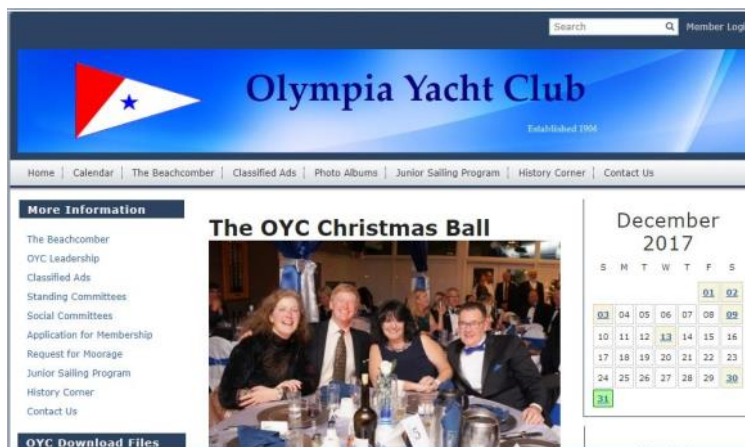 Search
Member Logi
Olympia Yacht Club
Established 1906
Home
Calendar
The Beachcomber
Classified Ads
Photo Albums
Junior Sailing Program
History Corner
Contact Us
More Information
The Beachcomber
OYC Leadership
Classified Ads
Standing Committees
Social Committees
Application for Membership
Request for Moorage
Junior Sailing Program
History Corner
Contact Us
OYC Download Files
The OYC Christmas Ball
5
December
2017
S M T W T F S
01 02
03 04 05 06 07 08 09
10 11 12 13 14 15 16
17 18 19 20 21 22 23
24 25 26 27 28 29 30
31